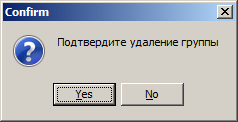 Confirm
Подтвердите удаление группы
Yes
No